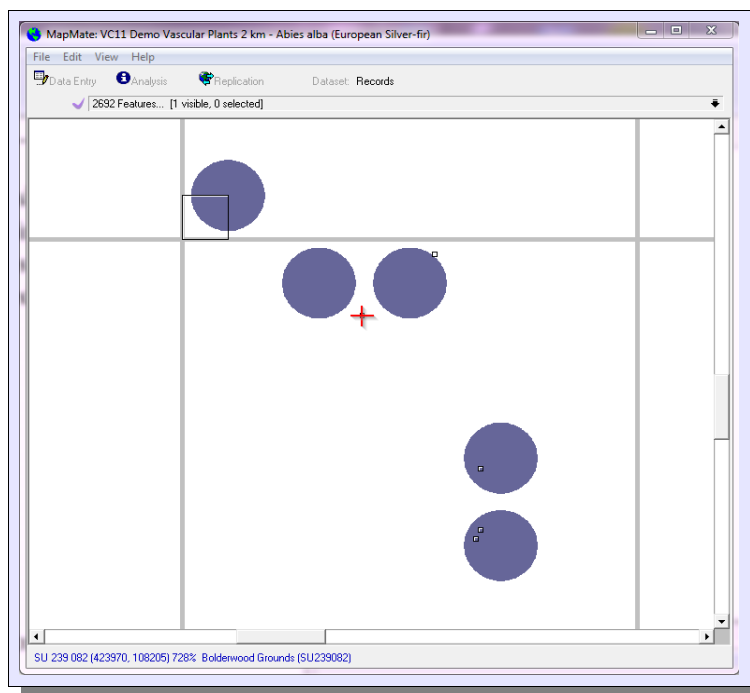 MapMate: VC11 Demo Vascular Plants 2 km - Abies alba (European Silver-fir)
File Edit View Help
Data Entry Analysis Replication Dataset: Records
2692 Features... [1 visible, 0 selected]
SU 239 082 (423970, 108205) 728% Bolderwood Grounds (SU239082)